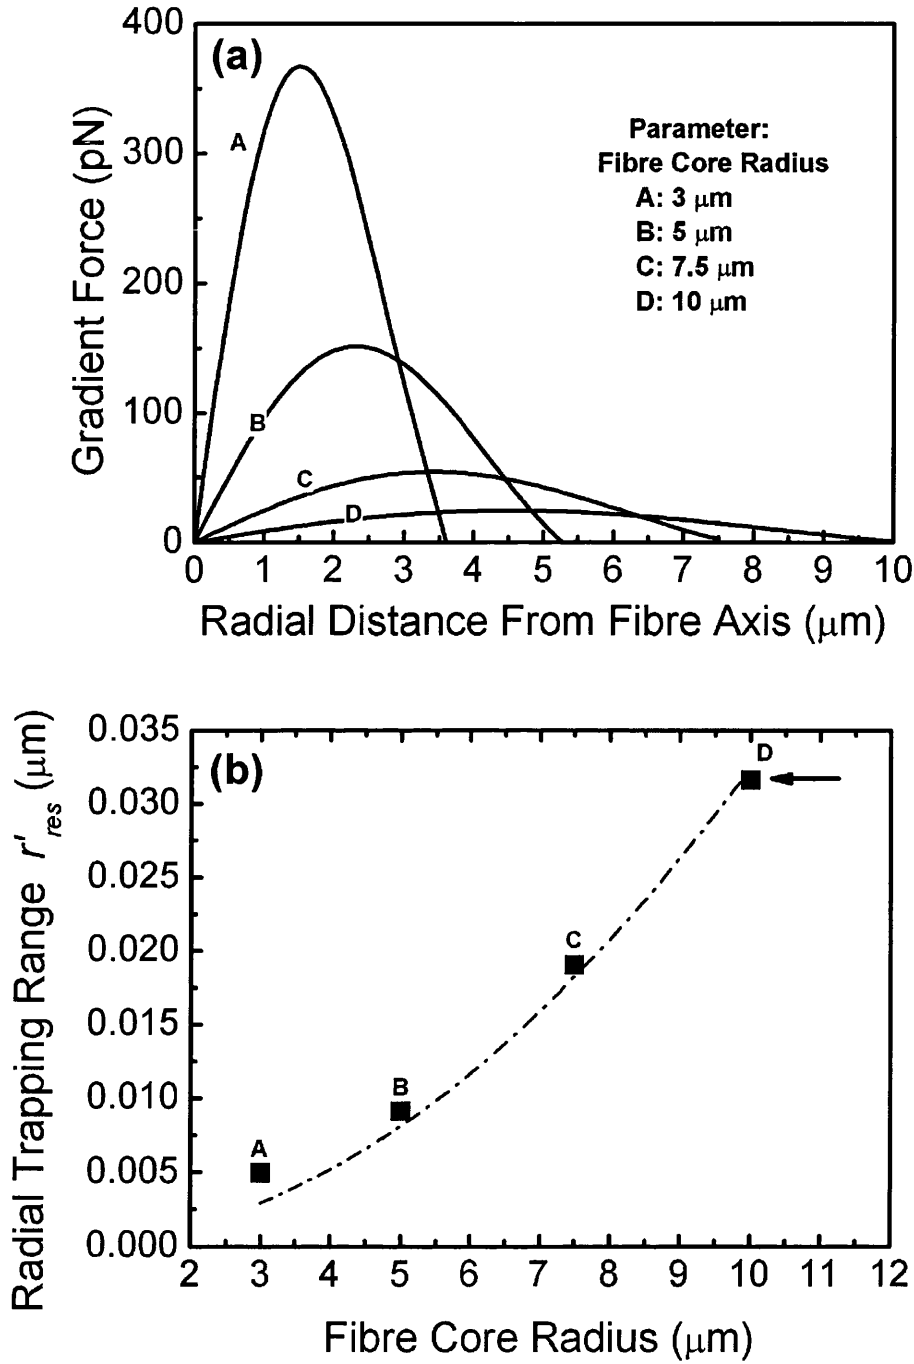 (a)
400
300
200
100
0
Gradient Force (pN)
A
B
C
D
Parameter:
Fibre Core Radius
A: 3 μm
B: 5 μm
C: 7.5 μm
D: 10 μm
0 1 2 3 4 5 6 7 8 9 10
Radial Distance From Fibre Axis (μm)
(b)
0.035
0.030
0.025
0.020
0.015
0.010
0.005
0.000
Radial Trapping Range r'res (μm)
D
C
B
A
2 3 4 5 6 7 8 9 10 11 12
Fibre Core Radius (μm)